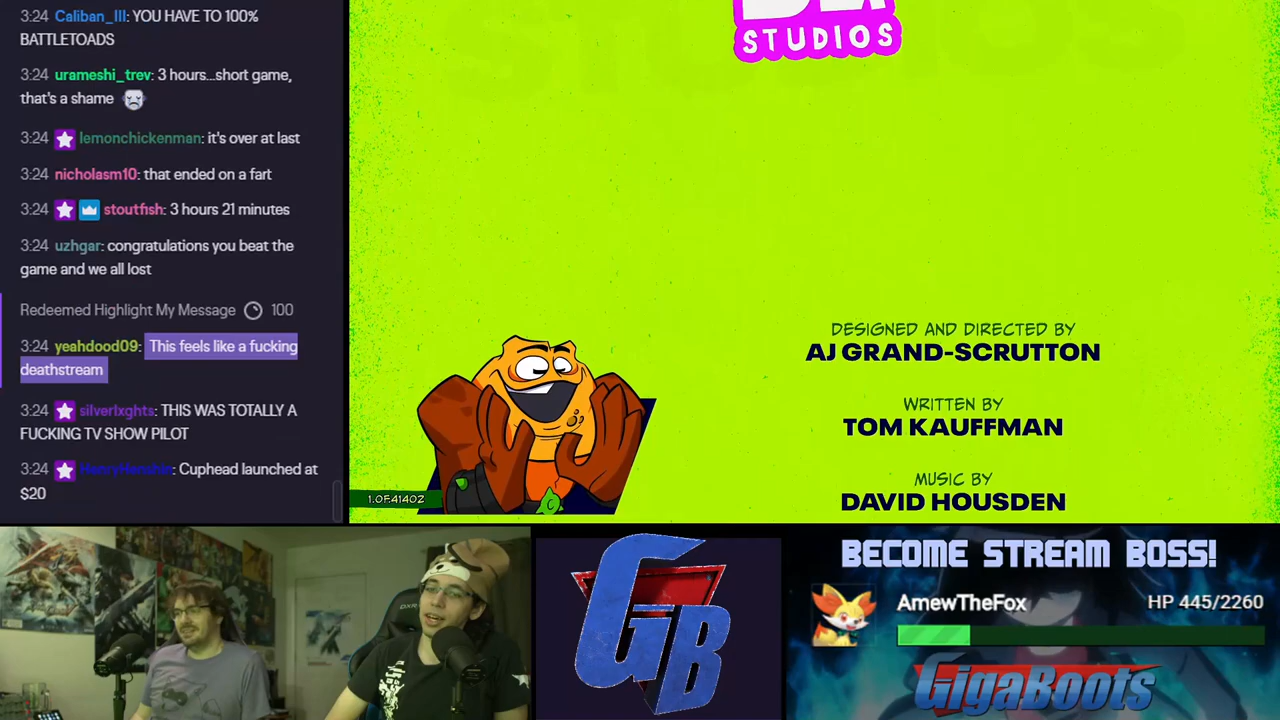 3:24 Caliban_III: YOU HAVE TO 100%
BATTLETOADS
3:24 urameshi_trev: 3 hours...short game,
that's a shame
3:24 lemonchickenman: it's over at last
3:24 nicholasm10: that ended on a fart
3:24 stoutfish: 3 hours 21 minutes
3:24 uzhgar: congratulations you beat the
game and we all lost
Redeemed Highlight My Message 100
3:24 yeahdood09: This feels like a fucking
deathstream
3:24 silverlxghts: THIS WAS TOTALLY A
FUCKING TV SHOW PILOT
3:24 HenryHenshin: Cuphead launched at
$20
STUDIOS
DESIGNED AND DIRECTED BY
AJ GRAND-SCRUTTON
WRITTEN BY
TOM KAUFFMAN
MUSIC BY
DAVID HOUSDEN
1.0F.41402
GB
BECOME STREAM BOSS!
AmewTheFox HP 445/2260
GIGABOOTS